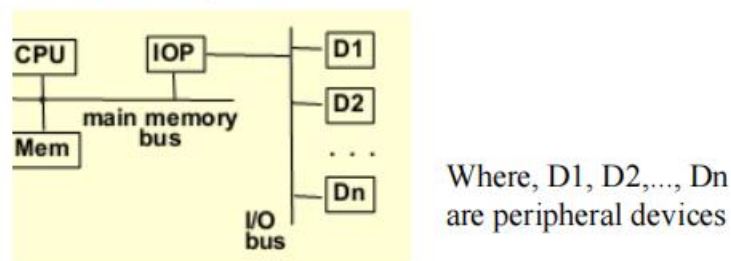 CPU
IOP
D1
D2
main memory
bus
Mem
. . .
Dn
I/O
bus
Where, D1, D2,..., Dn
are peripheral devices